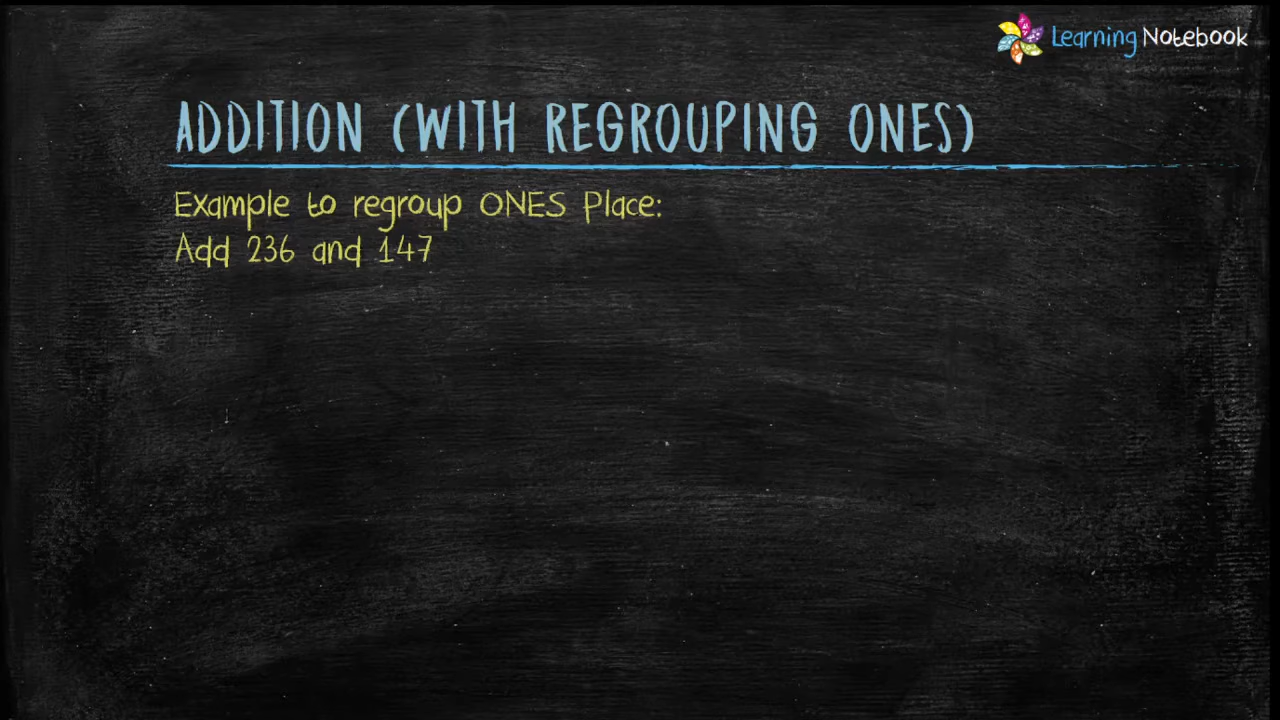 Learning Notebook
ADDITION (WITH REGROUPING ONES)
Example to regroup ONES Place:
Add 236 and 147